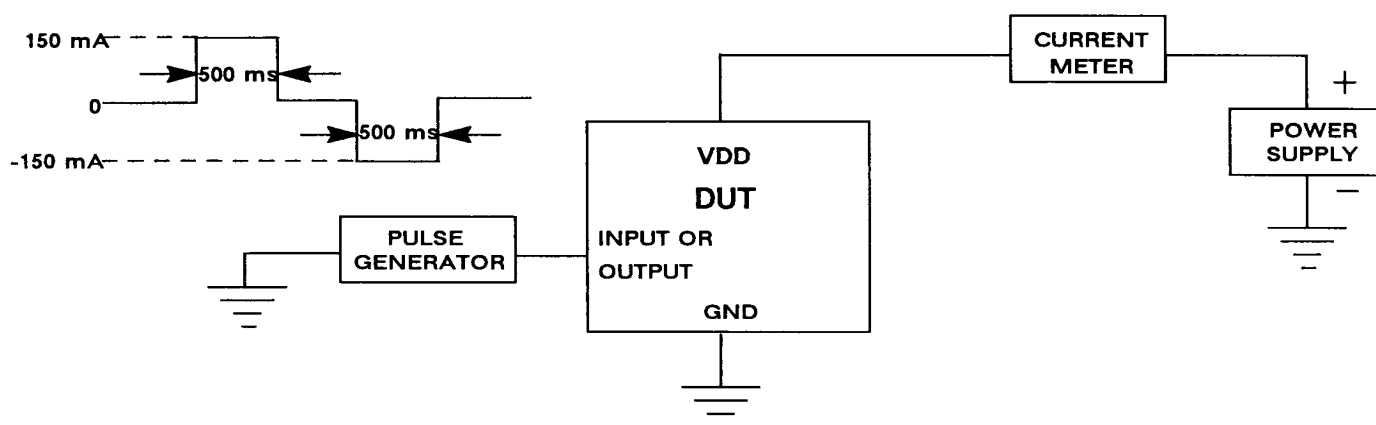 150 mA
500 ms
0
500 ms
-150 mA
CURRENT
METER
+
POWER
SUPPLY
−
VDD
DUT
INPUT OR
OUTPUT
GND
PULSE
GENERATOR